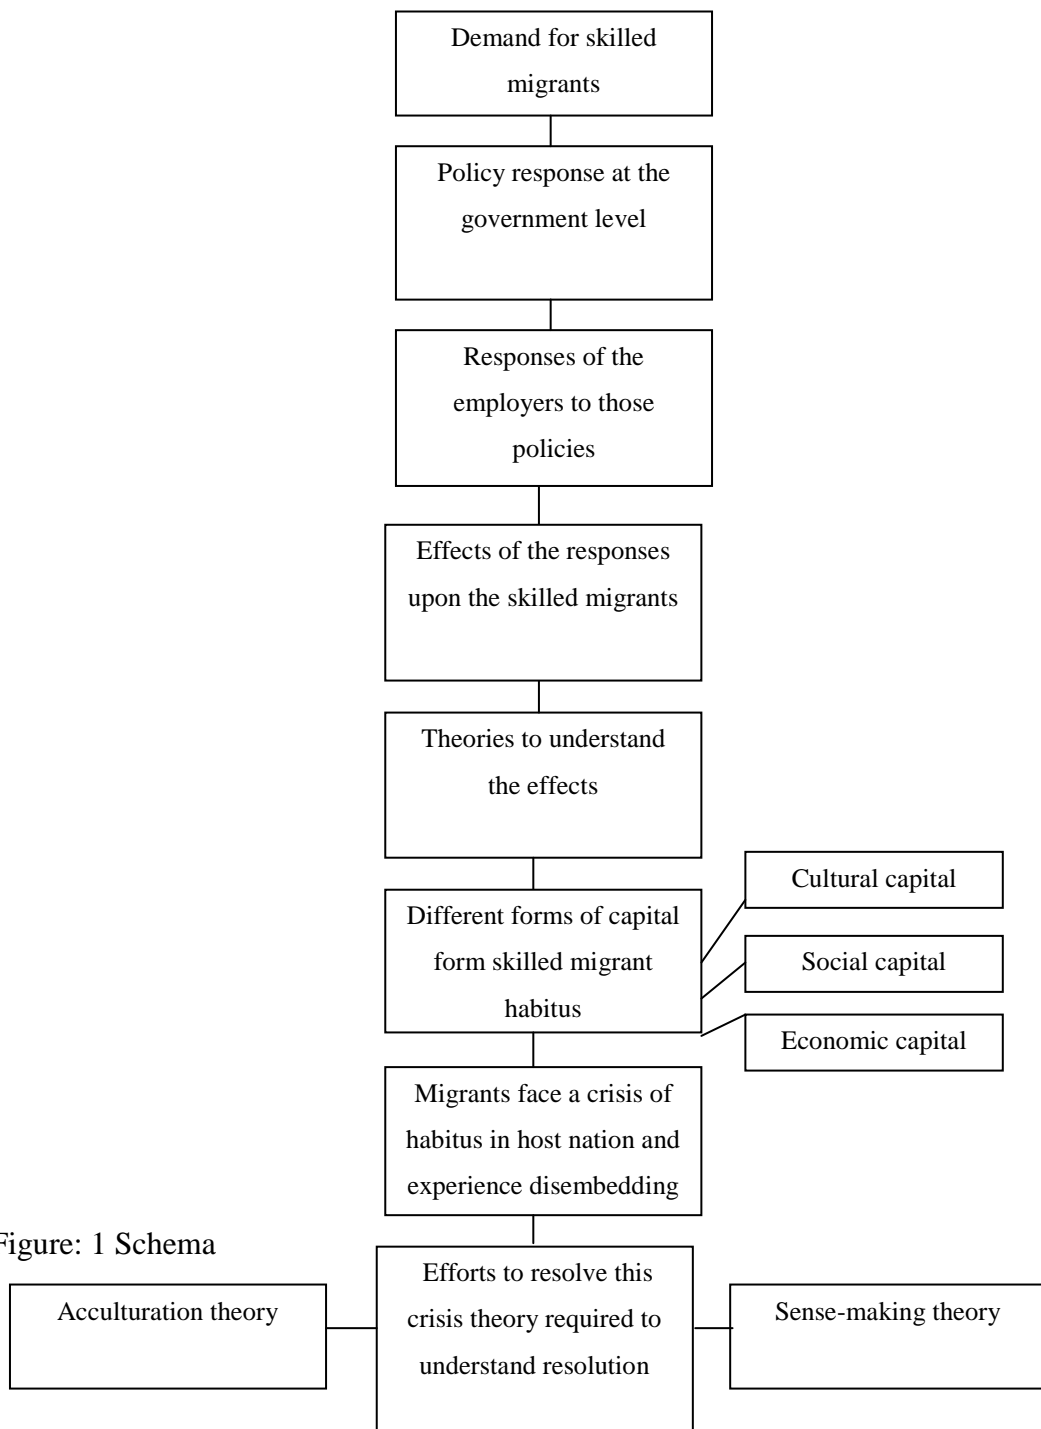 Demand for skilled
migrants
Policy response at the
government level
Responses of the
employers to those
policies
Effects of the responses
upon the skilled migrants
Theories to understand
the effects
Different forms of capital
form skilled migrant
habitus
Cultural capital
Social capital
Economic capital
Migrants face a crisis of
habitus in host nation and
experience disembedding
Figure: 1 Schema
Acculturation theory
Efforts to resolve this
crisis theory required to
understand resolution
Sense-making theory